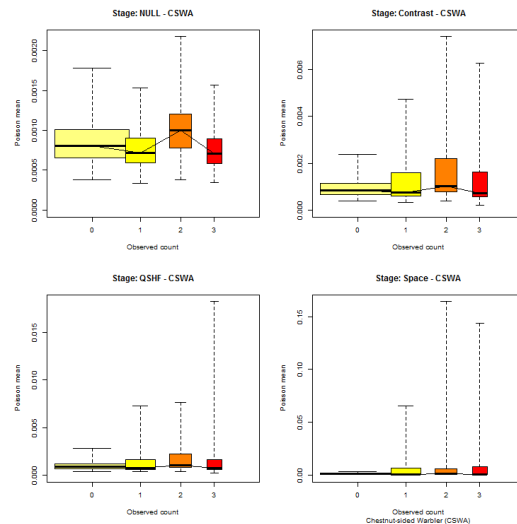 Stage: NULL - CSWA
Poisson mean
0.0000
0.0005
0.0010
0.0015
0.0020
0 1 2 3
Observed count
Stage: Contrast - CSWA
Poisson mean
0.000
0.002
0.004
0.006
0 1 2 3
Observed count
Stage: QSHF - CSWA
Poisson mean
0.000
0.005
0.010
0.015
0 1 2 3
Observed count
Stage: Space - CSWA
Poisson mean
0.00
0.05
0.10
0.15
0 1 2 3
Observed count
Chestnut-sided Warbler (CSWA)